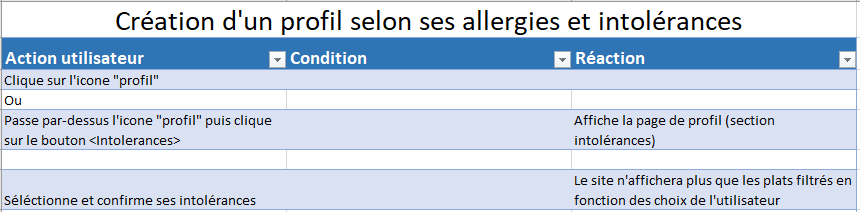 Création d'un profil selon ses allergies et intolérances
Action utilisateur Condition Réaction
Clique sur l'icone "profil"
Ou
Passe par-dessus l'icone "profil" puis clique
sur le bouton <Intolerances>
Affiche la page de profil (section
intolérances)
Séléctionne et confirme ses intolérances
Le site n'affichera plus que les plats filtrés en
fonction des choix de l'utilisateur